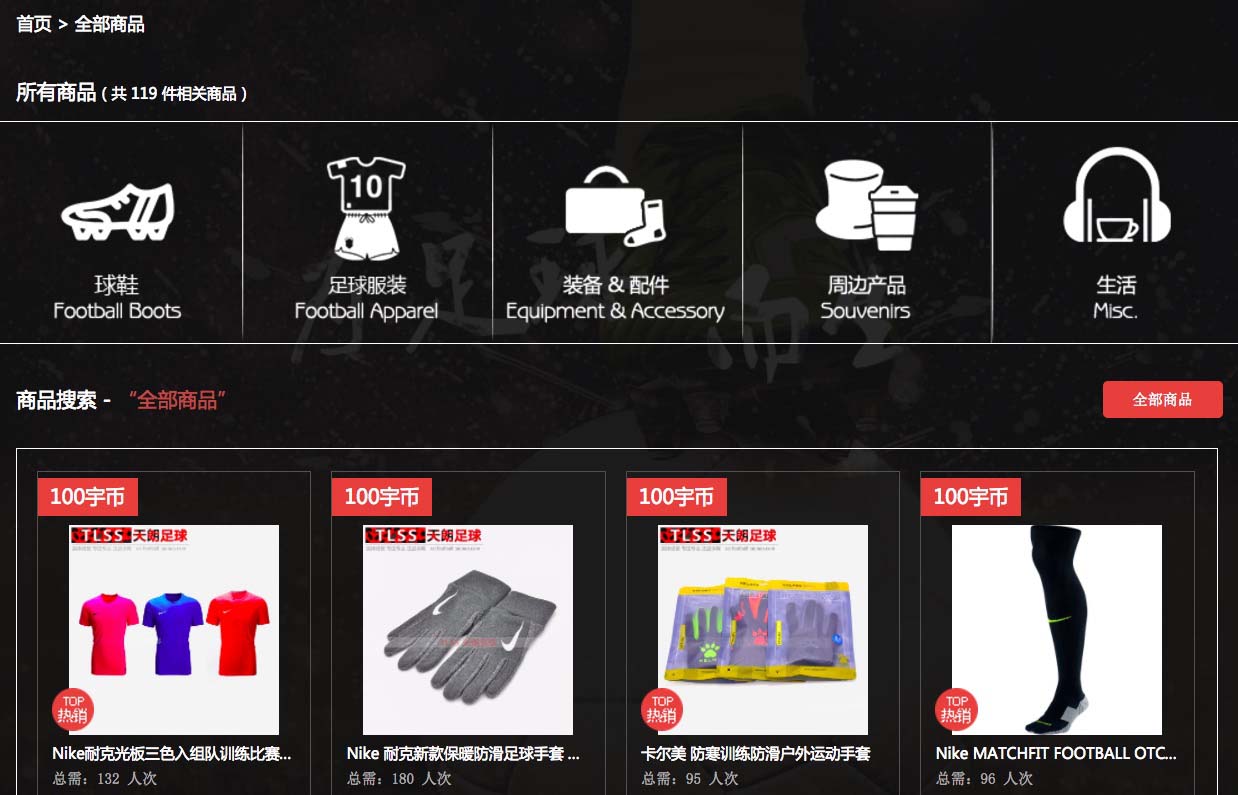 首页 > 全部商品
所有商品 ( 共 119 件相关商品 )
10
球鞋
Football Boots
足球服装
Football Apparel
装备 & 配件
Equipment & Accessory
周边产品
Souvenirs
生活
Misc.
商品搜索 - “全部商品”
全部商品
100宇币
TLSS 天朗足球
TOP
热销
Nike耐克光板三色入组队训练比赛...
总需：132 人次
100宇币
TLSS 天朗足球
Nike 耐克新款保暖防滑足球手套 ...
总需：180 人次
100宇币
TLSS 天朗足球
TOP
热销
卡尔美 防寒训练防滑户外运动手套
总需：95 人次
100宇币
TOP
热销
Nike MATCHFIT FOOTBALL OTC...
总需：96 人次